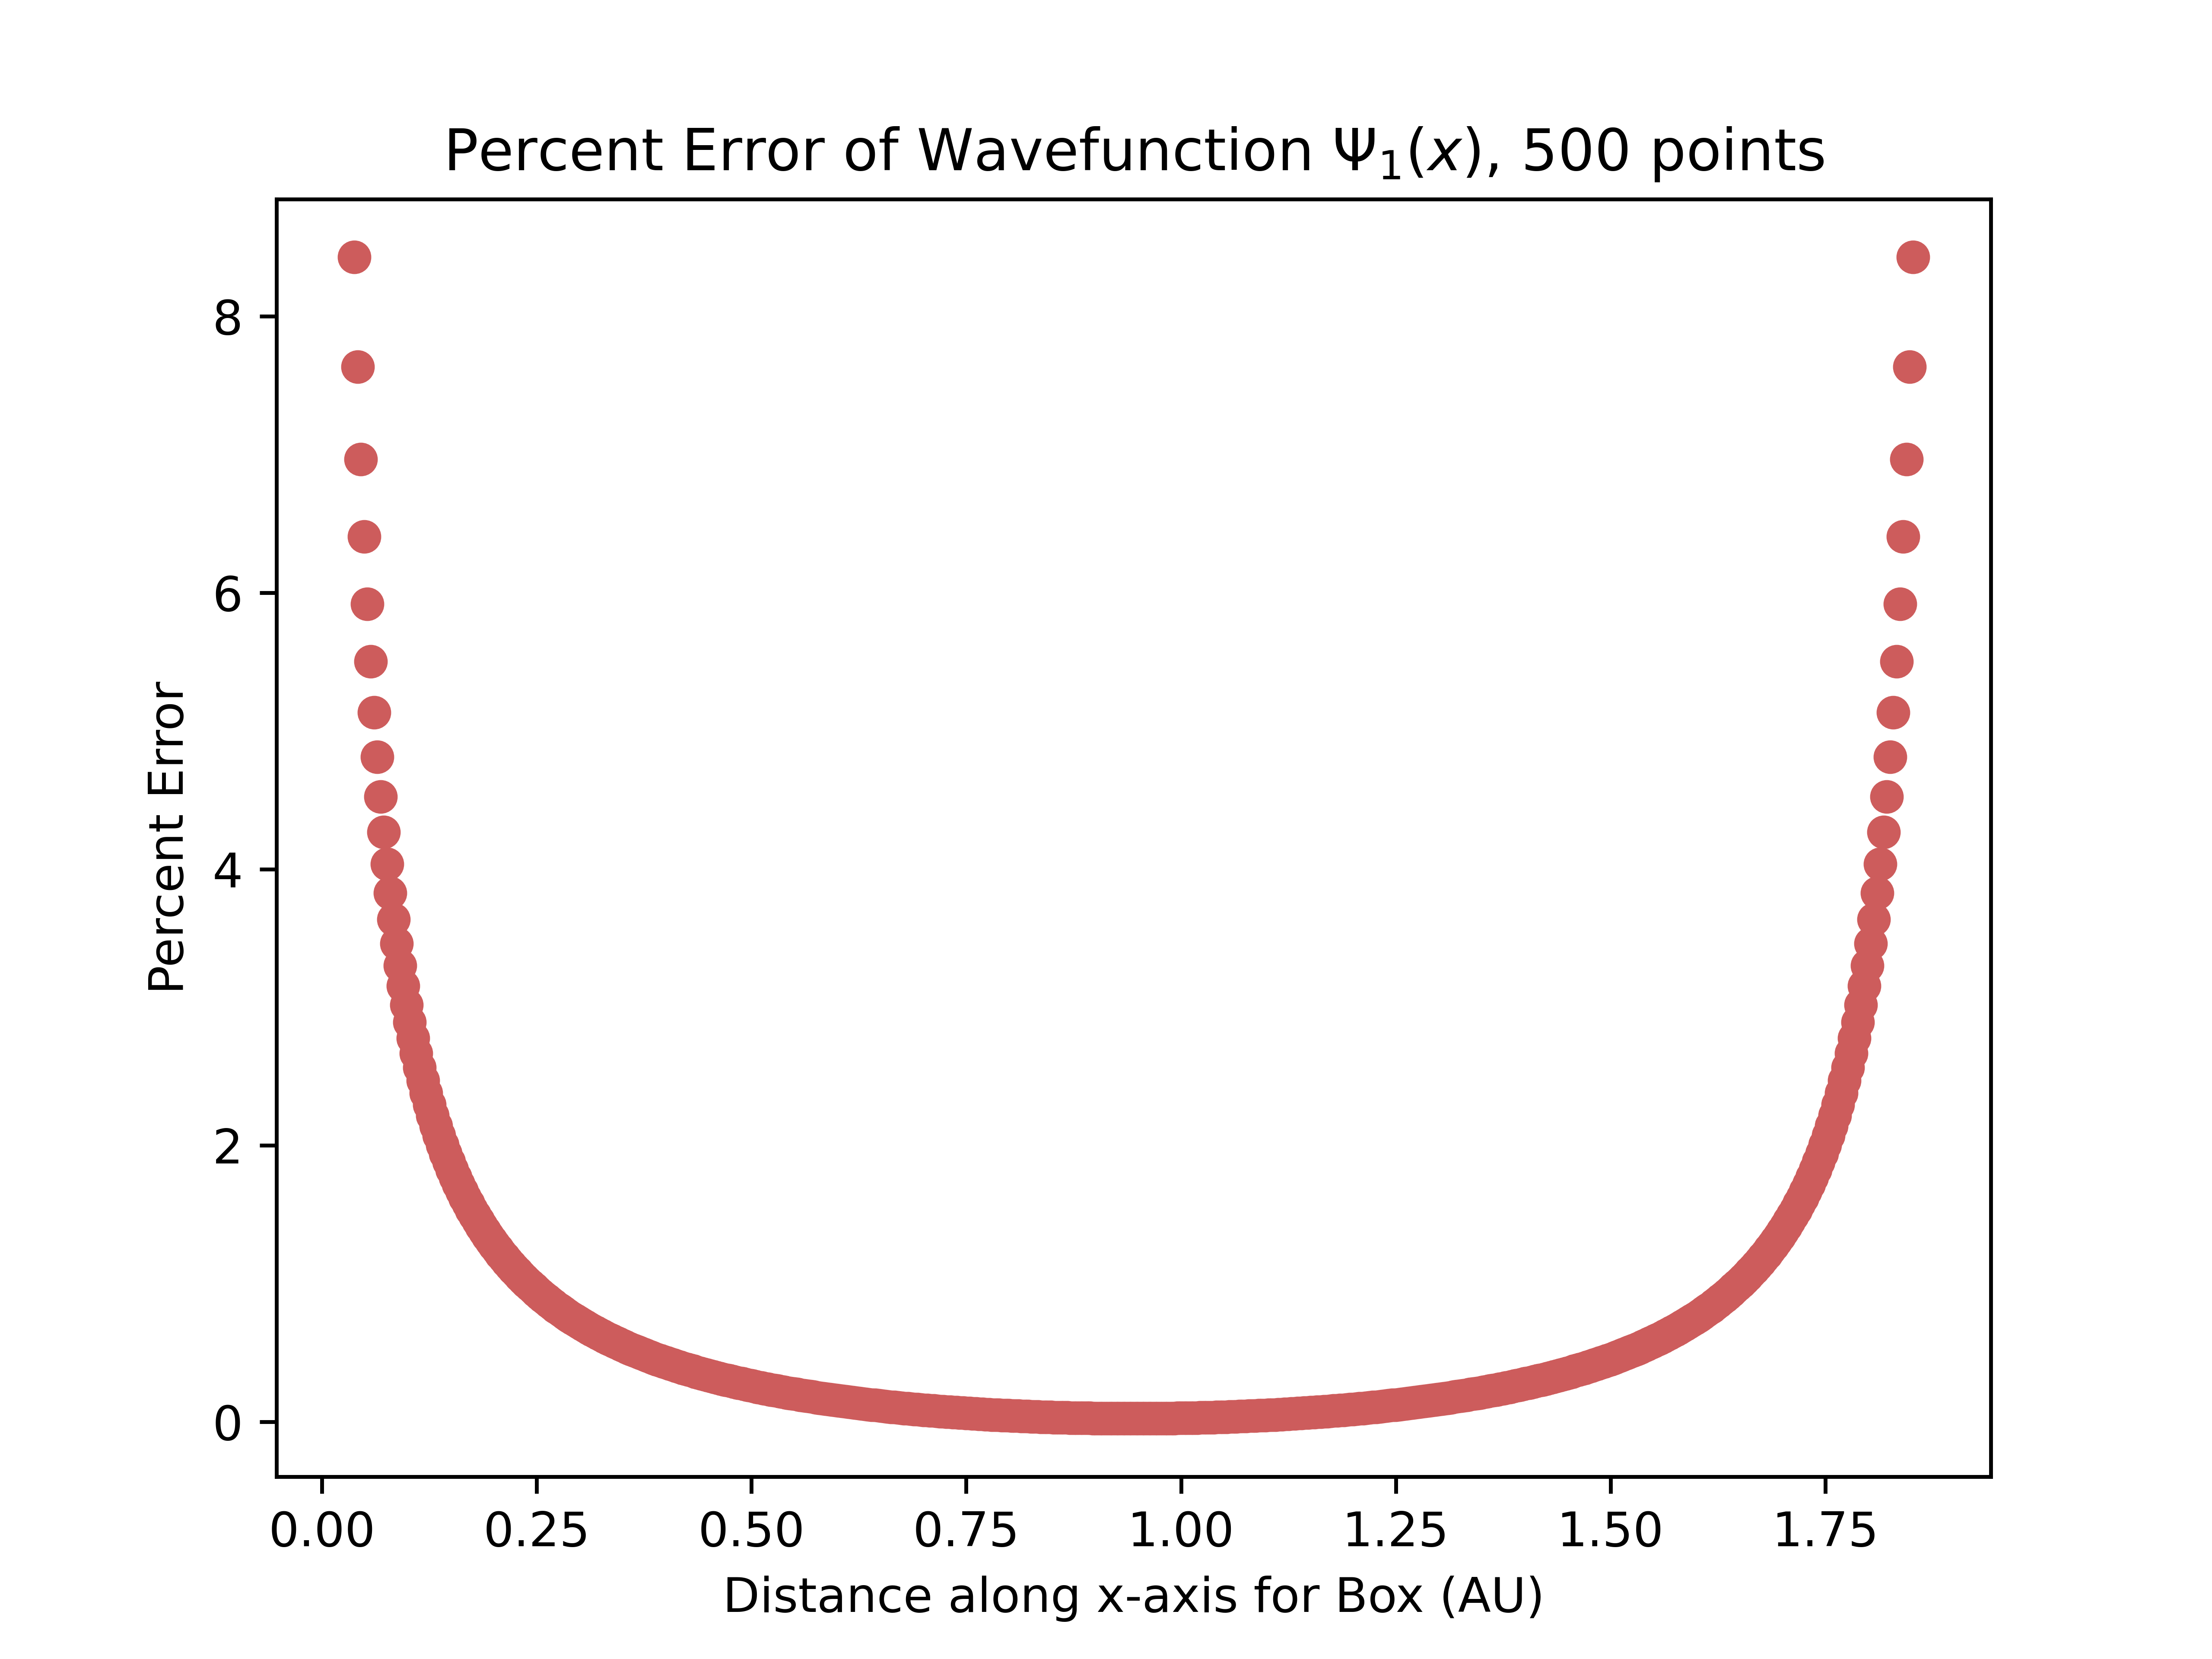 Percent Error of Wavefunction Ψ₁(x), 500 points
8
6
4
2
0
Percent Error
0.00 0.25 0.50 0.75 1.00 1.25 1.50 1.75
Distance along x-axis for Box (AU)